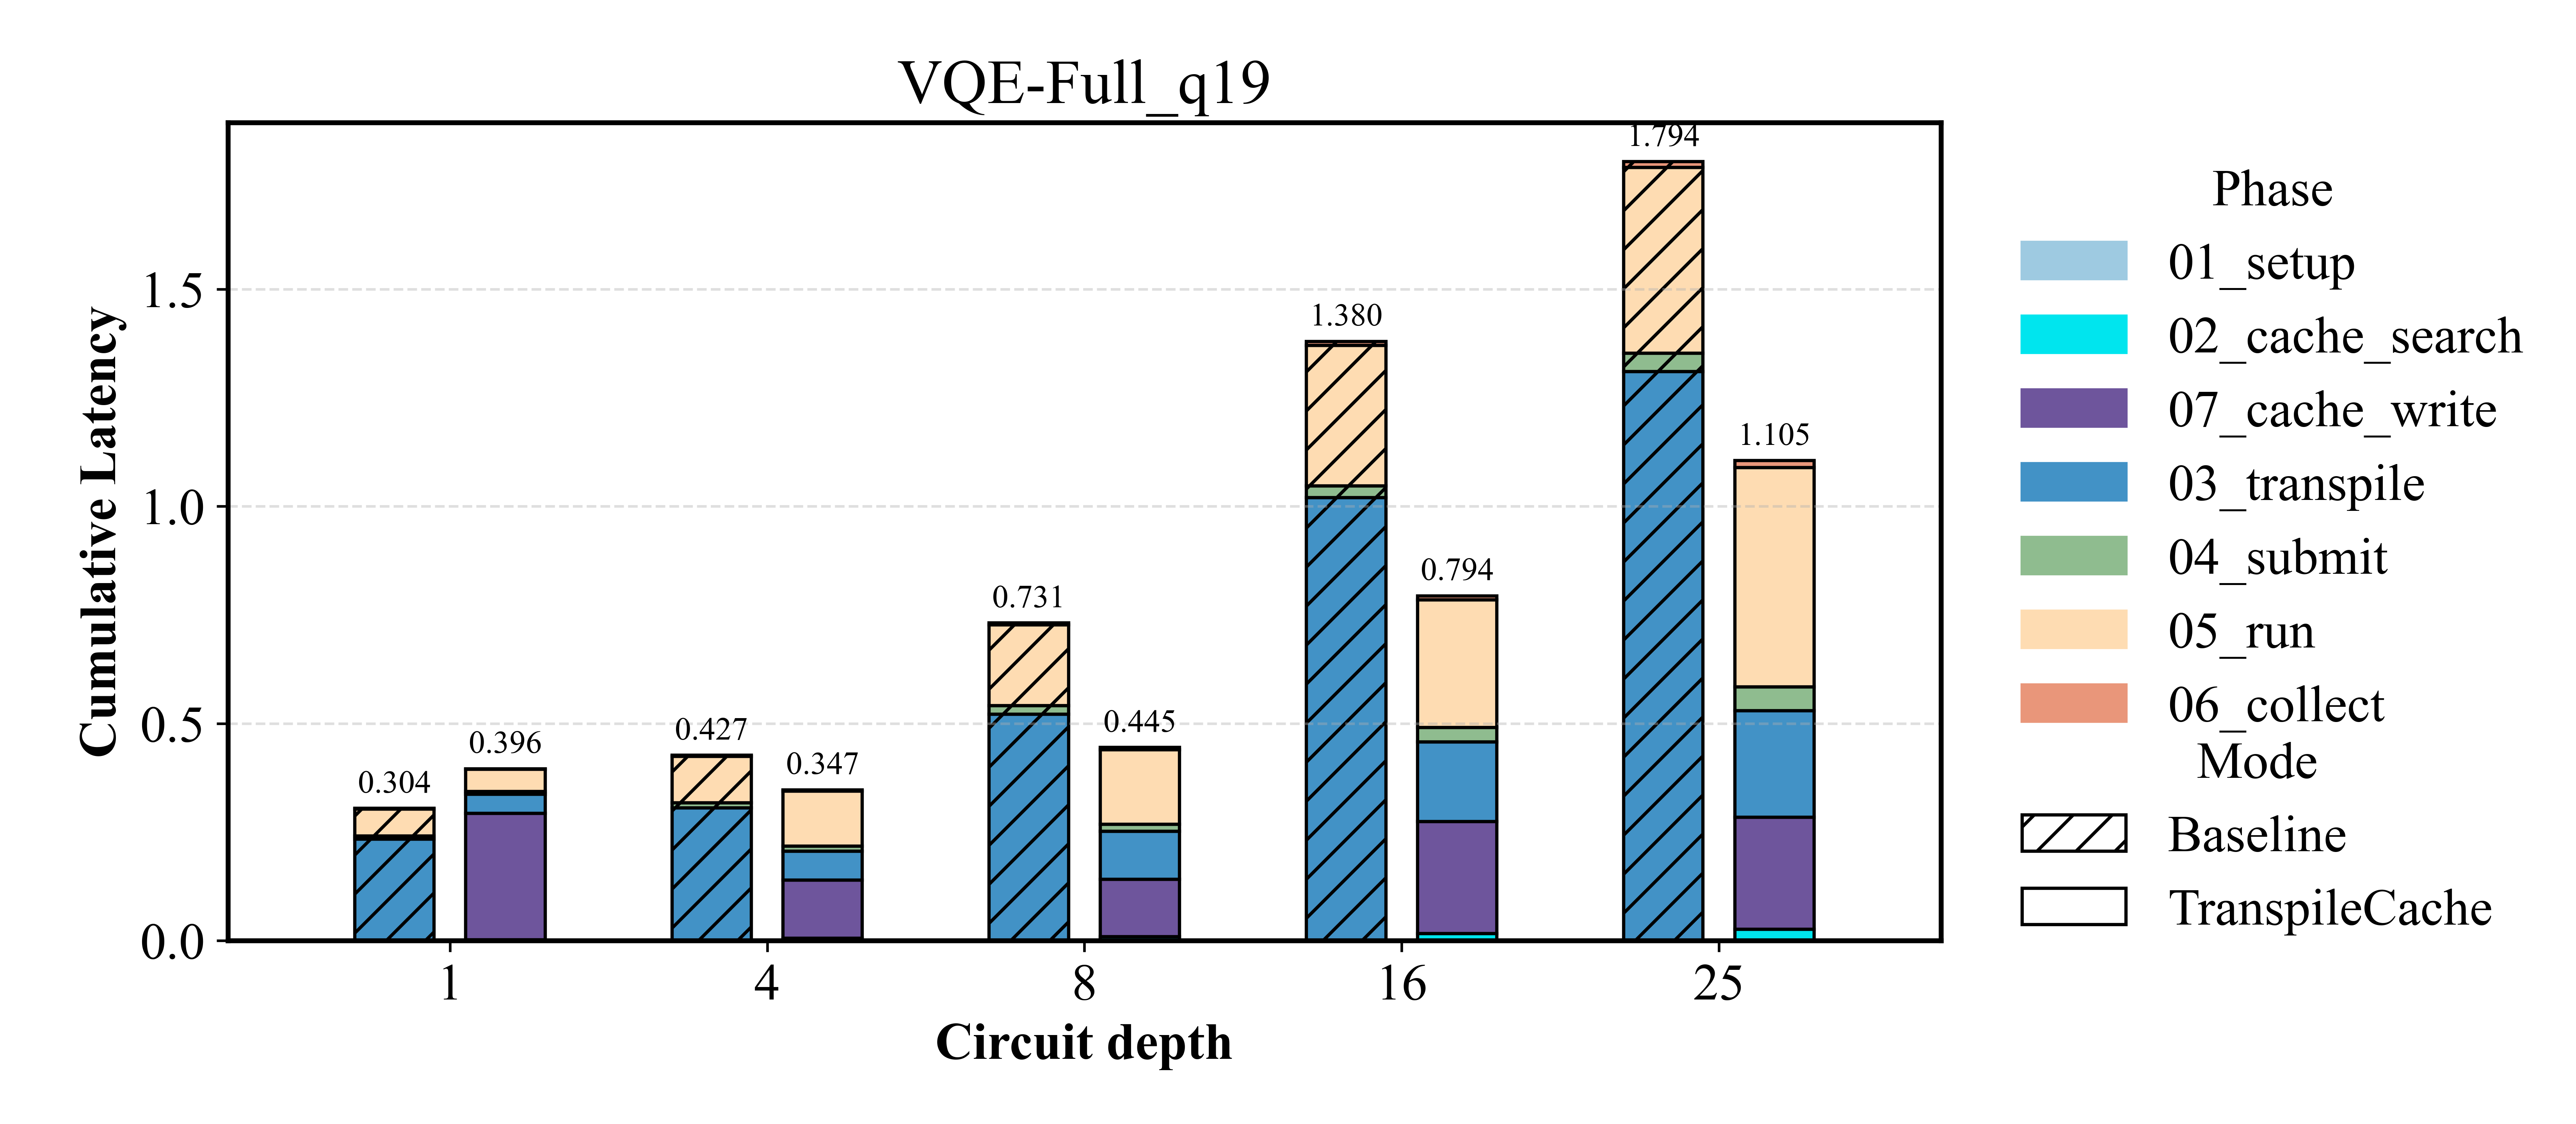 VQE-Full_q19
Cumulative Latency
1.5
1.0
0.5
0.0
0.304
0.396
0.427
0.347
0.731
0.445
1.380
0.794
1.794
1.105
1
4
8
16
25
Circuit depth
Phase
01_setup
02_cache_search
07_cache_write
03_transpile
04_submit
05_run
06_collect
Mode
Baseline
TranspileCache